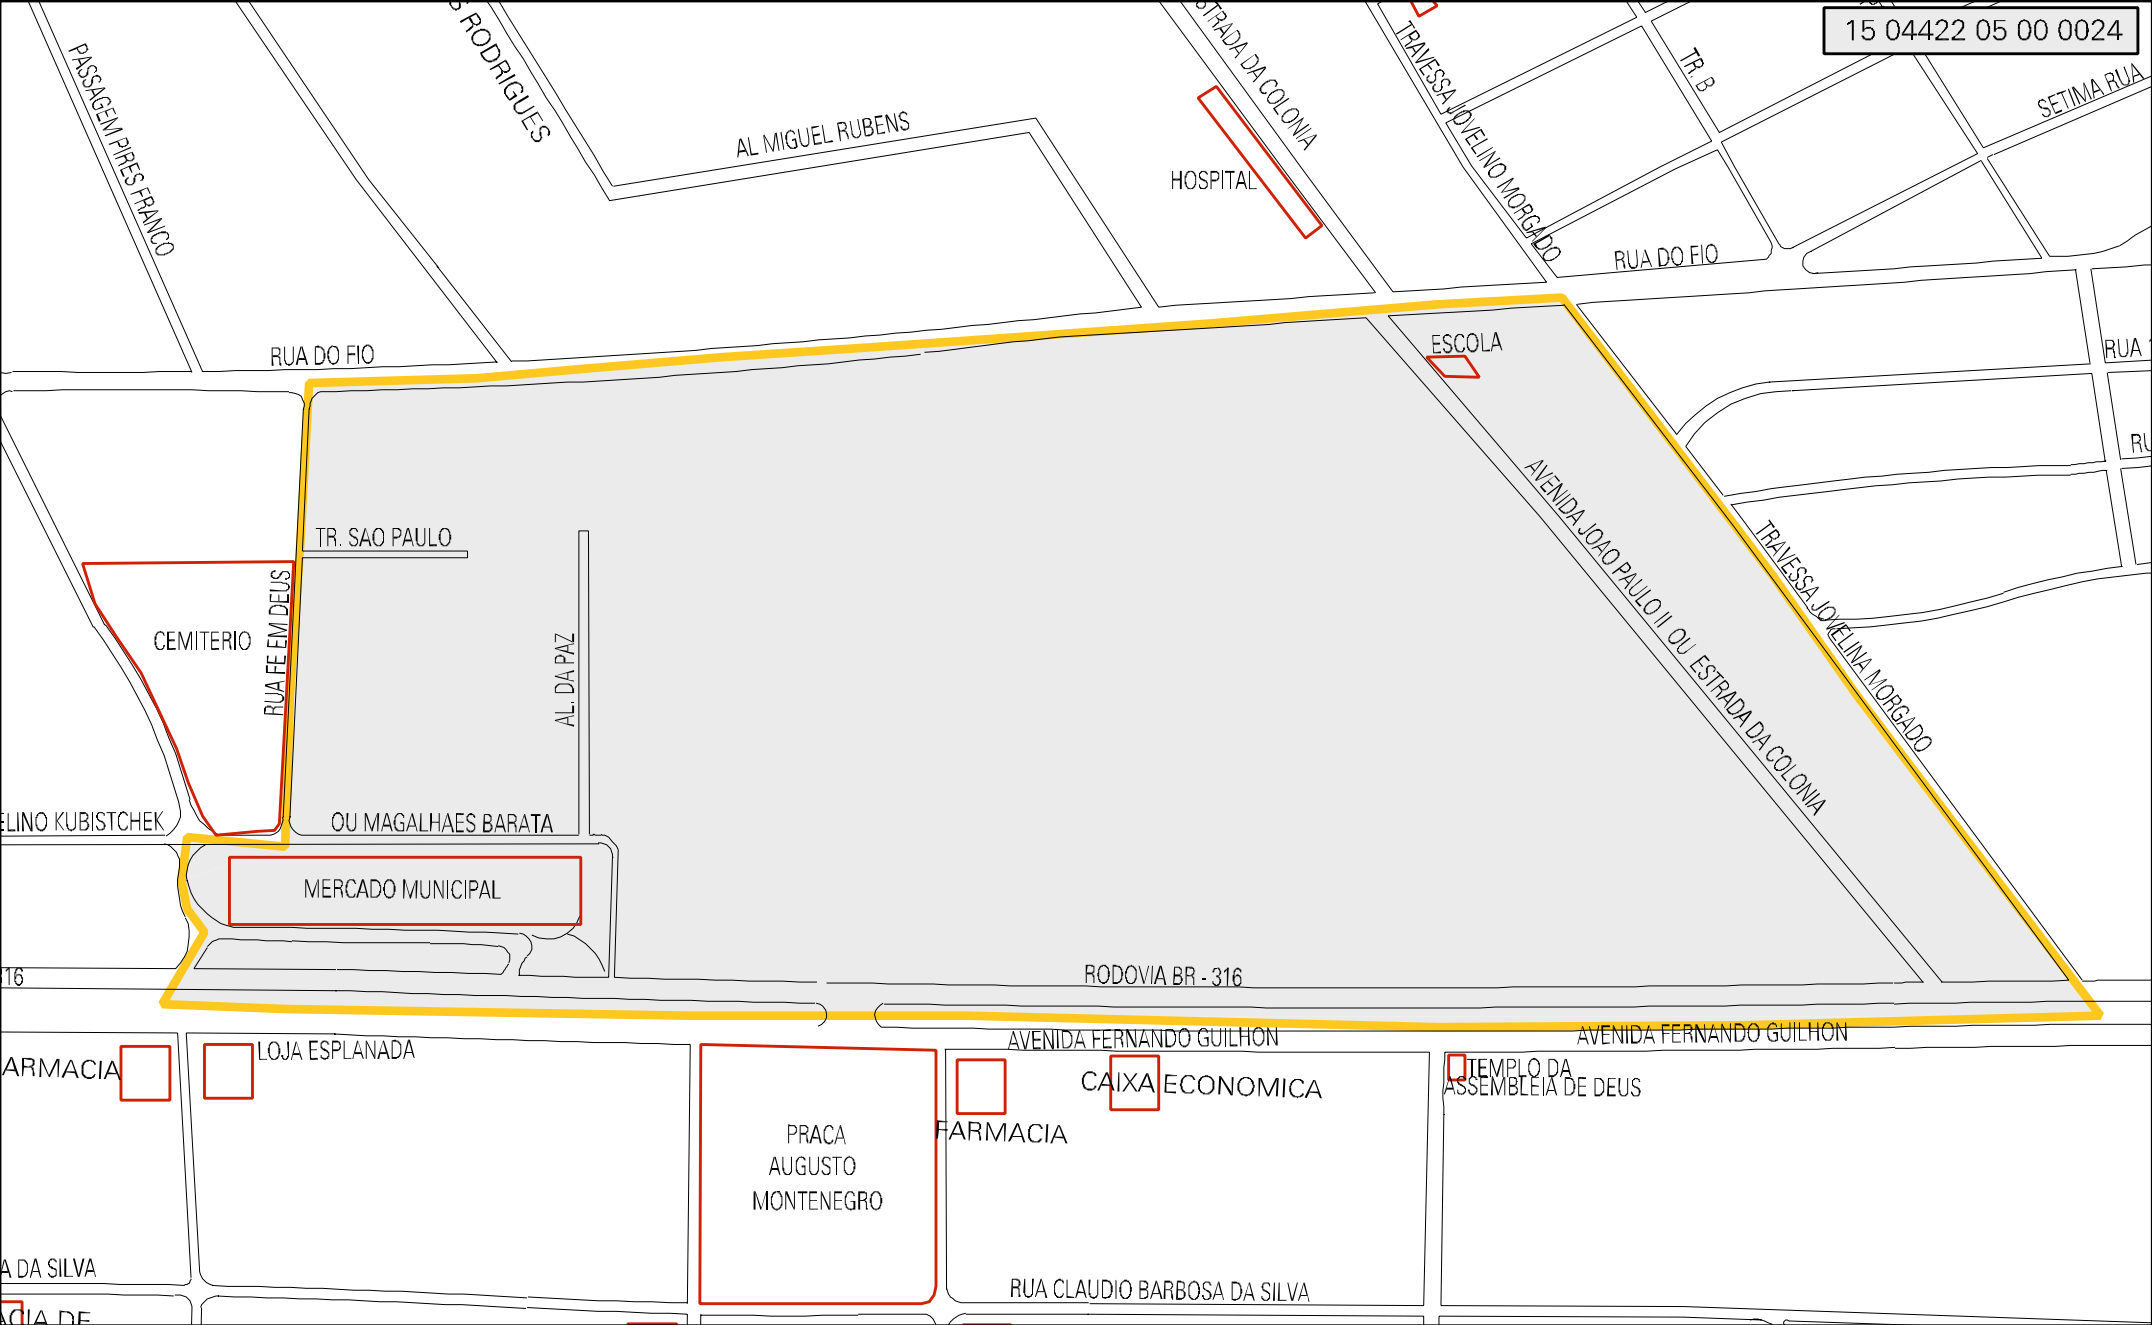 15 04422 05 00 0024
PASSAGEM PIRES FRANCO
S RODRIGUES
AL MIGUEL RUBENS
STRADA DA COLONIA
HOSPITAL
TRAVESSA JOVELINO MORGADO
TR. B
SETIMA RUA
RUA DO FIO
RUA DO FIO
ESCOLA
RUA
TR. SAO PAULO
AVENIDA JOAO PAULO II OU ESTRADA DA COLONIA
TRAVESSA JOVELINA MORGADO
CEMITERIO
RUA FE EM DEUS
AL. DA PAZ
ELINO KUBISTCHEK
OU MAGALHAES BARATA
MERCADO MUNICIPAL
316
RODOVIA BR - 316
AVENIDA FERNANDO GUILHON
AVENIDA FERNANDO GUILHON
ARMACIA
LOJA ESPLANADA
CAIXA ECONOMICA
TEMPLO DA
ASSEMBLEIA DE DEUS
FARMACIA
PRACA
AUGUSTO
MONTENEGRO
A DA SILVA
RUA CLAUDIO BARBOSA DA SILVA
ACIA DE